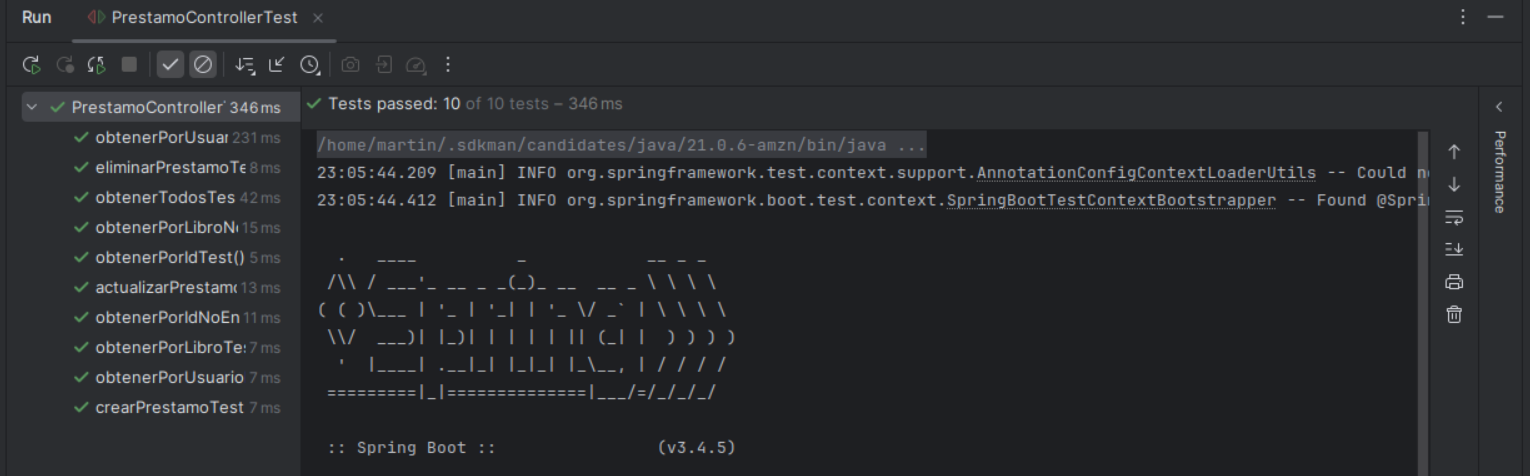 Run PrestamoControllerTest
PrestamoController 346 ms
obtenerPorUsuar 231 ms
eliminarPrestamoTe 8 ms
obtenerTodosTes 42 ms
obtenerPorLibroN 15 ms
obtenerPorIdTest() 5 ms
actualizarPrestamo 13 ms
obtenerPorIdNoEn 11 ms
obtenerPorLibroTe 7 ms
obtenerPorUsuario 7 ms
crearPrestamoTest 7 ms
Tests passed: 10 of 10 tests – 346 ms
/home/martin/.sdkman/candidates/java/21.0.6-amzn/bin/java ...
23:05:44.209 [main] INFO org.springframework.test.context.support.AnnotationConfigContextLoaderUtils -- Could n
23:05:44.412 [main] INFO org.springframework.boot.test.context.SpringBootTestContextBootstrapper -- Found @Spri
  .   ____          _            __ _ _
 /\\ / ___'_ __ _ _(_)_ __  __ _ \ \ \ \
( ( )\___ | '_ | '_| | '_ \/ _` | \ \ \ \
 \\/  ___)| |_)| | | | | || (_| |  ) ) ) )
  '  |____| .__|_| |_|_| |_\__, | / / / /
 =========|_|==============|___/=/_/_/_/
 :: Spring Boot ::                (v3.4.5)
Performance